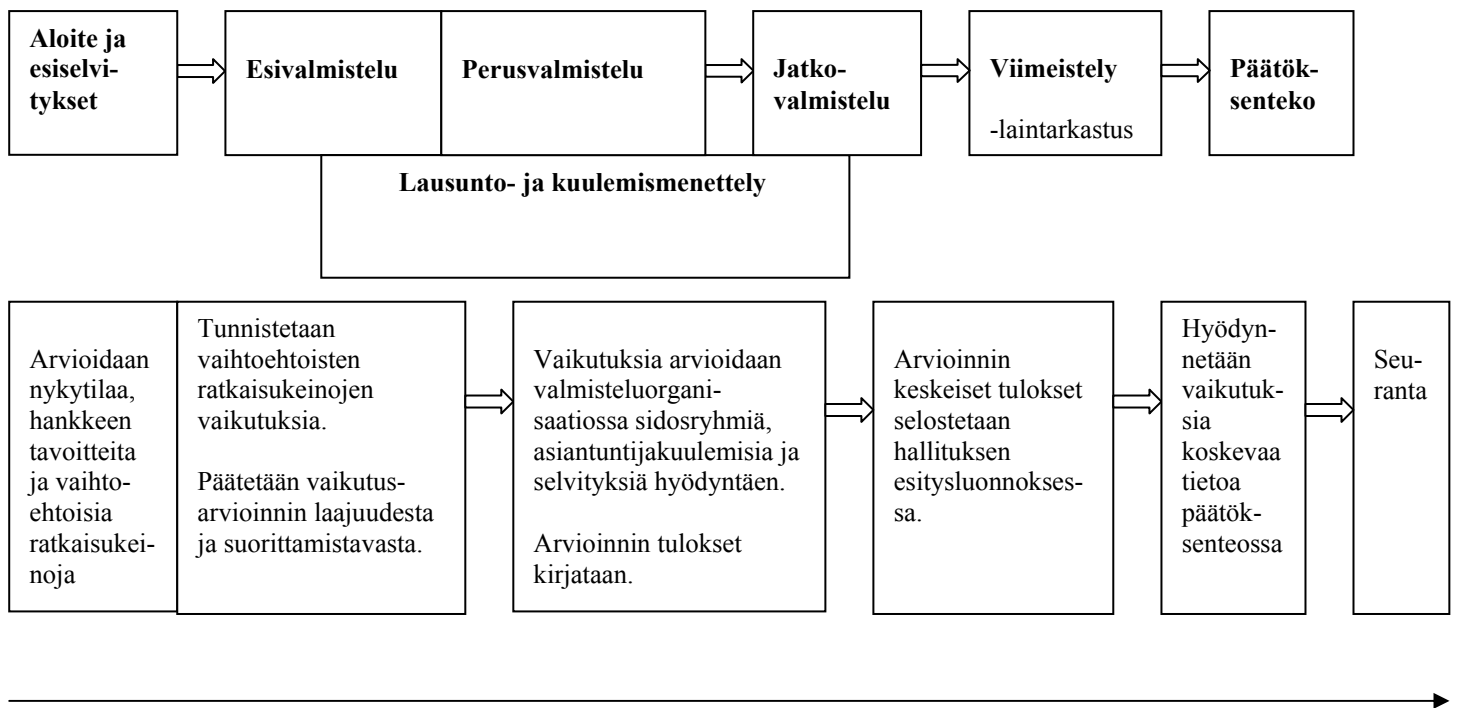 Aloite ja
esiselvi-
tykset
Esivalmistelu
Perusvalmistelu
Jatko-
valmistelu
Viimeistely
-laintarkastus
Päätök-
senteko
Lausunto- ja kuulemismenettely
Arvioidaan
nykytilaa,
hankkeen
tavoitteita
ja vaihto-
ehtoisia
ratkaisukei-
noja
Tunnistetaan
vaihtoehtoisten
ratkaisukeinojen
vaikutuksia.
Päätetään vaikutus-
arvioinnin laajuudesta
ja suorittamistavasta.
Vaikutuksia arvioidaan
valmisteluorgani-
saatiossa sidosryhmiä,
asiantuntijakuulemisia ja
selvityksiä hyödyntäen.
Arvioinnin tulokset
kirjataan.
Arvioinnin
keskeiset tulokset
selostetaan
hallituksen
esitysluonnokses-
sa.
Hyödyn-
netään
vaikutuk-
sia
koskevaa
tietoa
päätök-
senteossa
Seu-
ranta